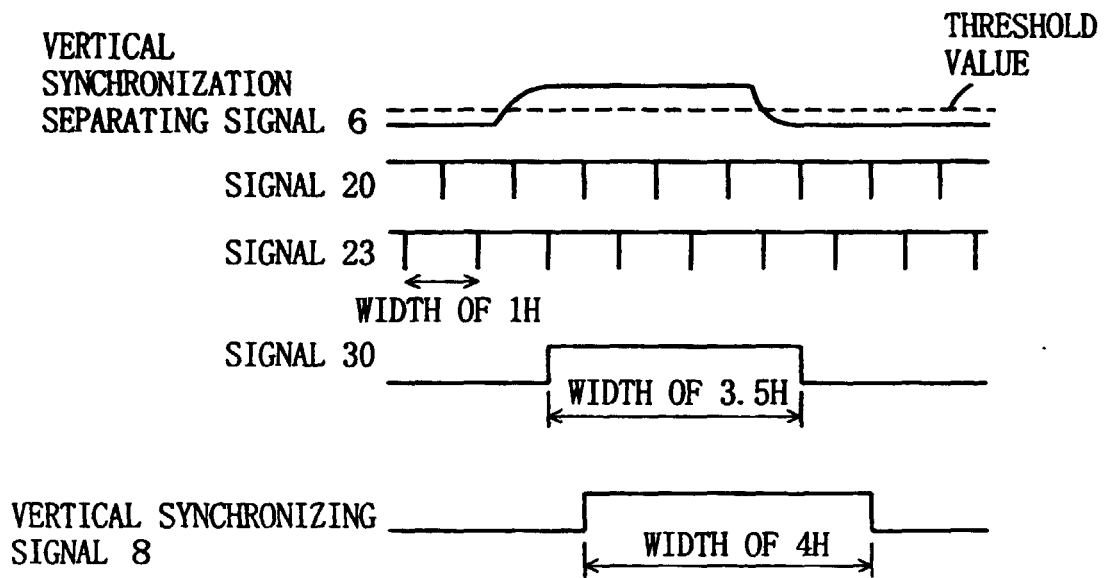 THRESHOLD
VALUE
VERTICAL
SYNCHRONIZATION
SEPARATING SIGNAL 6
SIGNAL 20
SIGNAL 23
WIDTH OF 1H
SIGNAL 30
WIDTH OF 3.5H
VERTICAL SYNCHRONIZING
SIGNAL 8
WIDTH OF 4H